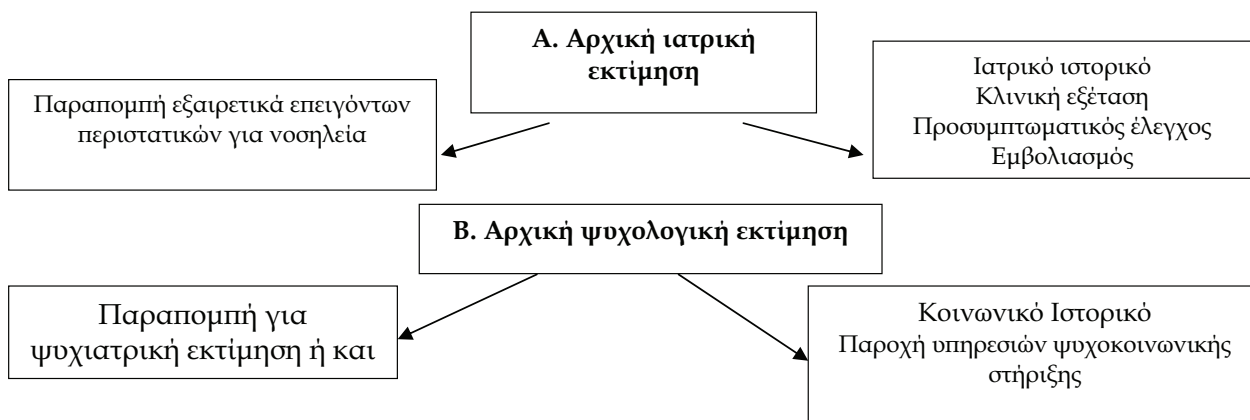 Α. Αρχική ιατρική
εκτίμηση
Παραπομπή εξαιρετικά επειγόντων
περιστατικών για νοσηλεία
Ιατρικό ιστορικό
Κλινική εξέταση
Προσυμπτωματικός έλεγχος
Εμβολιασμός
Β. Αρχική ψυχολογική εκτίμηση
Παραπομπή για
ψυχιατρική εκτίμηση ή και
Κοινωνικό Ιστορικό
Παροχή υπηρεσιών ψυχοκοινωνικής
στήριξης